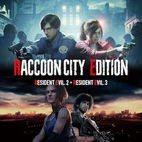 RACCOON CITY EDITION
RESIDENT EVIL 2 + RESIDENT EVIL 3